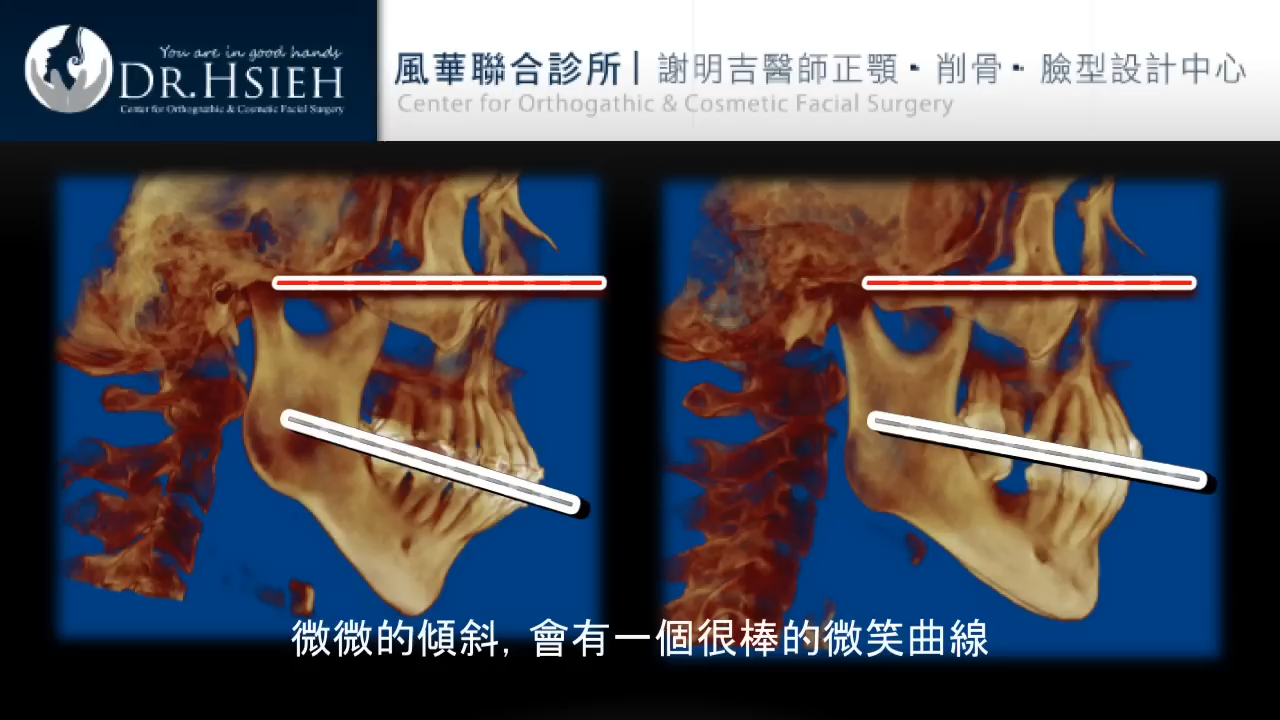 You are in good hands
DR.HSIEH
Center for Orthognathic & Cosmetic Facial Surgery
風華聯合診所| 謝明吉醫師正顎・削骨・臉型設計中心
Center for Orthogathic & Cosmetic Facial Surgery
微微的傾斜, 會有一個很棒的微笑曲線